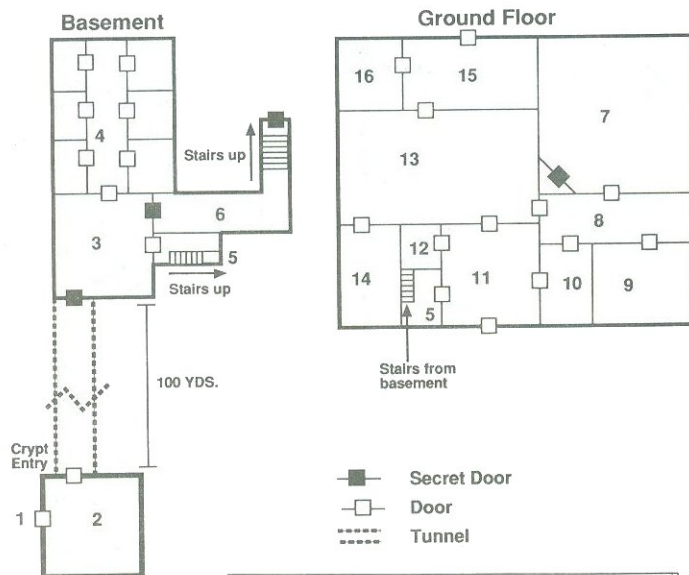 Basement
4
Stairs up
6
3
5
Stairs up
100 YDS.
Crypt
Entry
1
2
Ground Floor
16
15
7
13
8
12
14
11
10
9
5
Stairs from
basement
Secret Door
Door
Tunnel